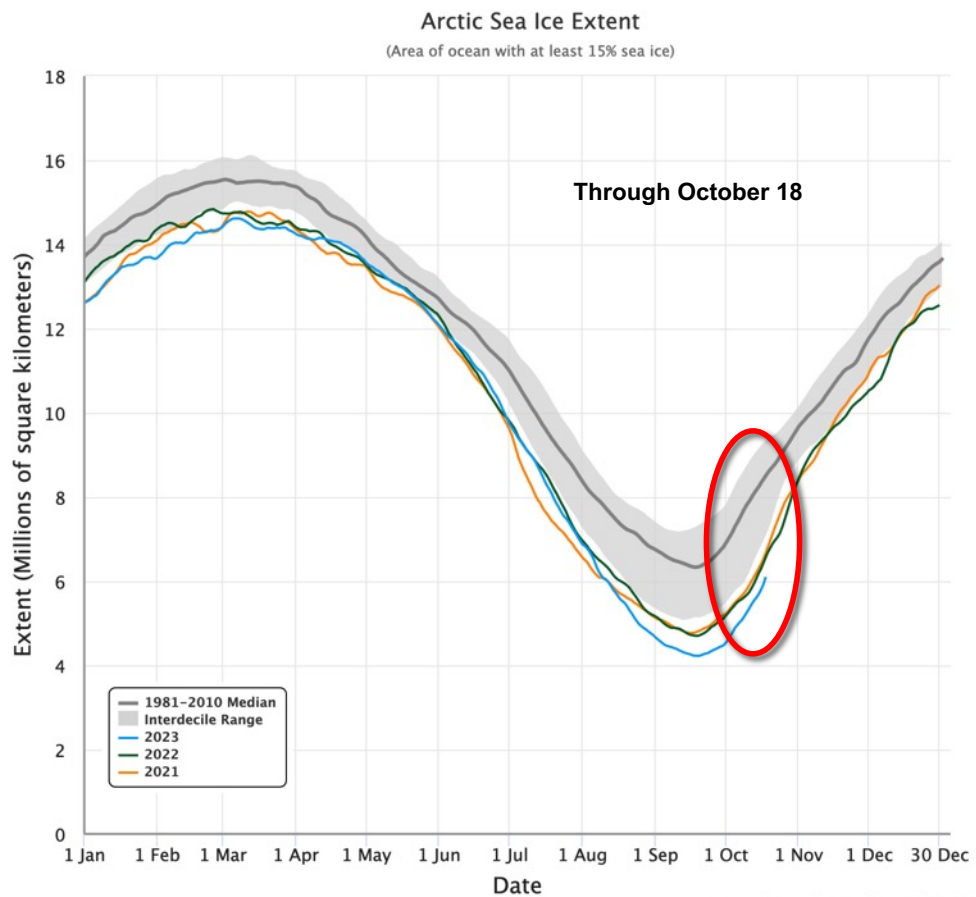 Arctic Sea Ice Extent
(Area of ocean with at least 15% sea ice)
Through October 18
Extent (Millions of square kilometers)
18
16
14
12
10
8
6
4
2
0
1981–2010 Median
Interdecile Range
2023
2022
2021
1 Jan 1 Feb 1 Mar 1 Apr 1 May 1 Jun 1 Jul 1 Aug 1 Sep 1 Oct 1 Nov 1 Dec 30 Dec
Date